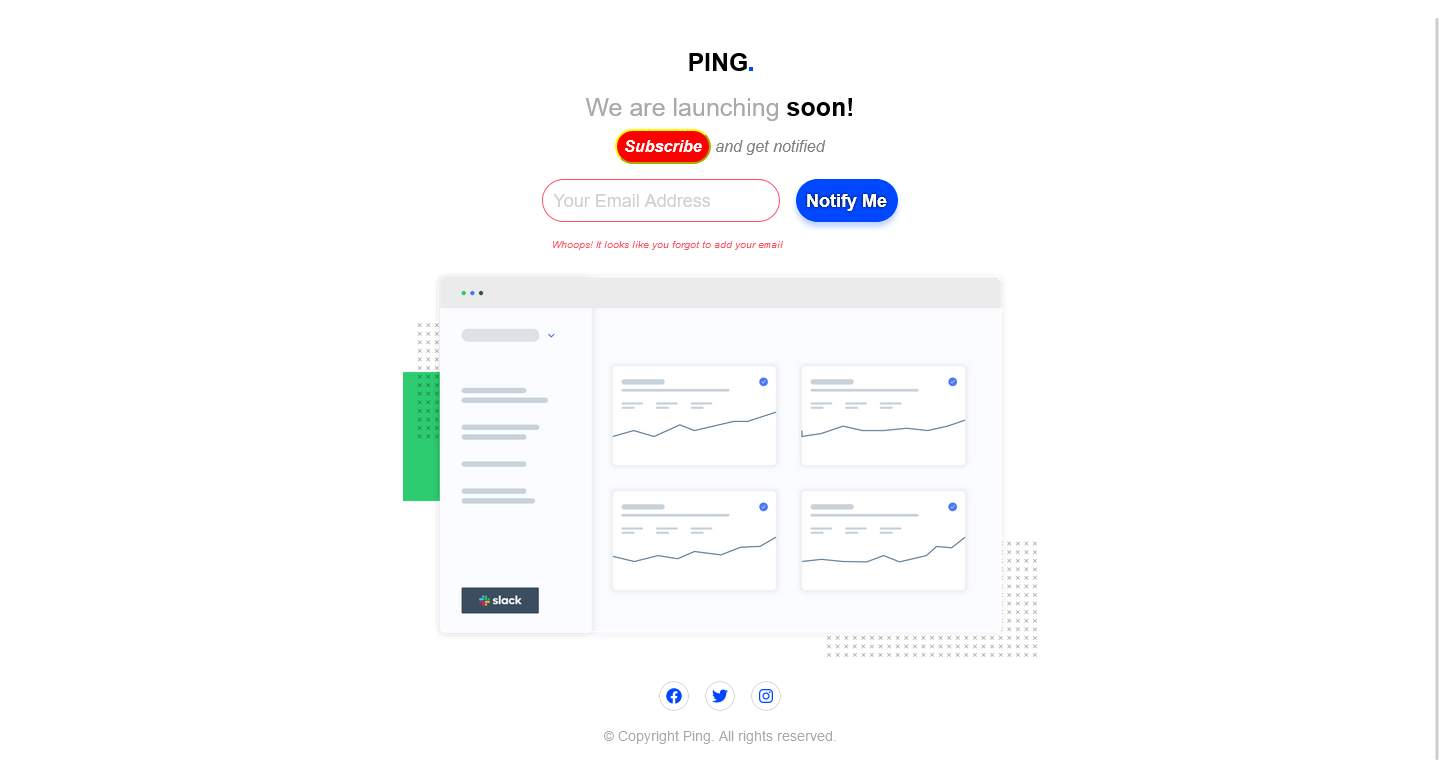 PING.
We are launching soon!
Subscribe and get notified
Your Email Address
Notify Me
Whoops! It looks like you forgot to add your email
slack
© Copyright Ping. All rights reserved.